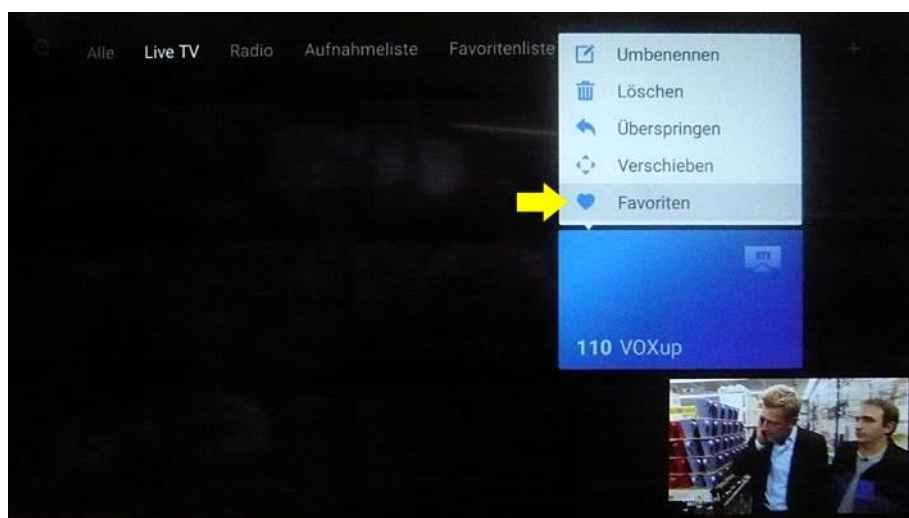 Alle Live TV Radio Aufnahmeliste Favoritenliste
Umbenennen
Löschen
Überspringen
Verschieben
Favoriten
110 VOXup